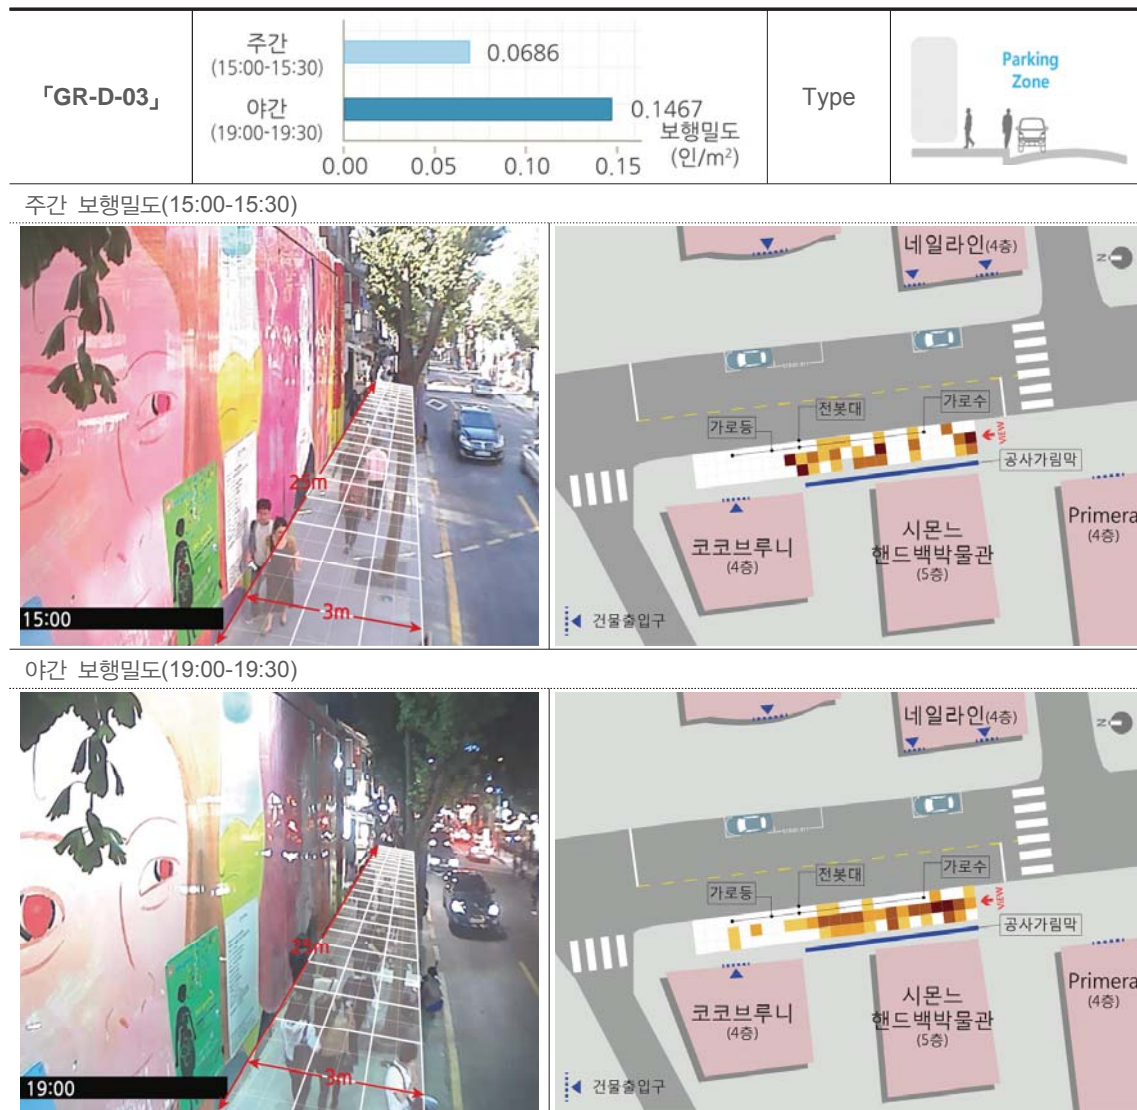 「GR-D-03」
주간
(15:00-15:30)
0.0686
야간
(19:00-19:30)
0.1467
보행밀도
(인/m²)
0.00 0.05 0.10 0.15
Type
Parking
Zone
주간 보행밀도(15:00-15:30)
25m
3m
15:00
네일라인(4층)
N
가로등
전봇대
가로수
VIEW
공사가림막
코코브루니
(4층)
시몬느
핸드백박물관
(5층)
Primera
(4층)
건물출입구
야간 보행밀도(19:00-19:30)
25m
3m
19:00
네일라인(4층)
N
가로등
전봇대
가로수
VIEW
공사가림막
코코브루니
(4층)
시몬느
핸드백박물관
(5층)
Primera
(4층)
건물출입구